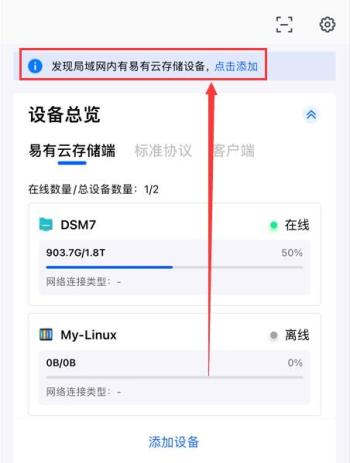 发现局域网内有易有云存储设备，点击添加
设备总览
易有云存储端 标准协议 客户端
在线数量/总设备数量：1/2
DSM7 在线
903.7G/1.8T 50%
网络连接类型：-
My-Linux 离线
0B/0B 0%
网络连接类型：-
添加设备